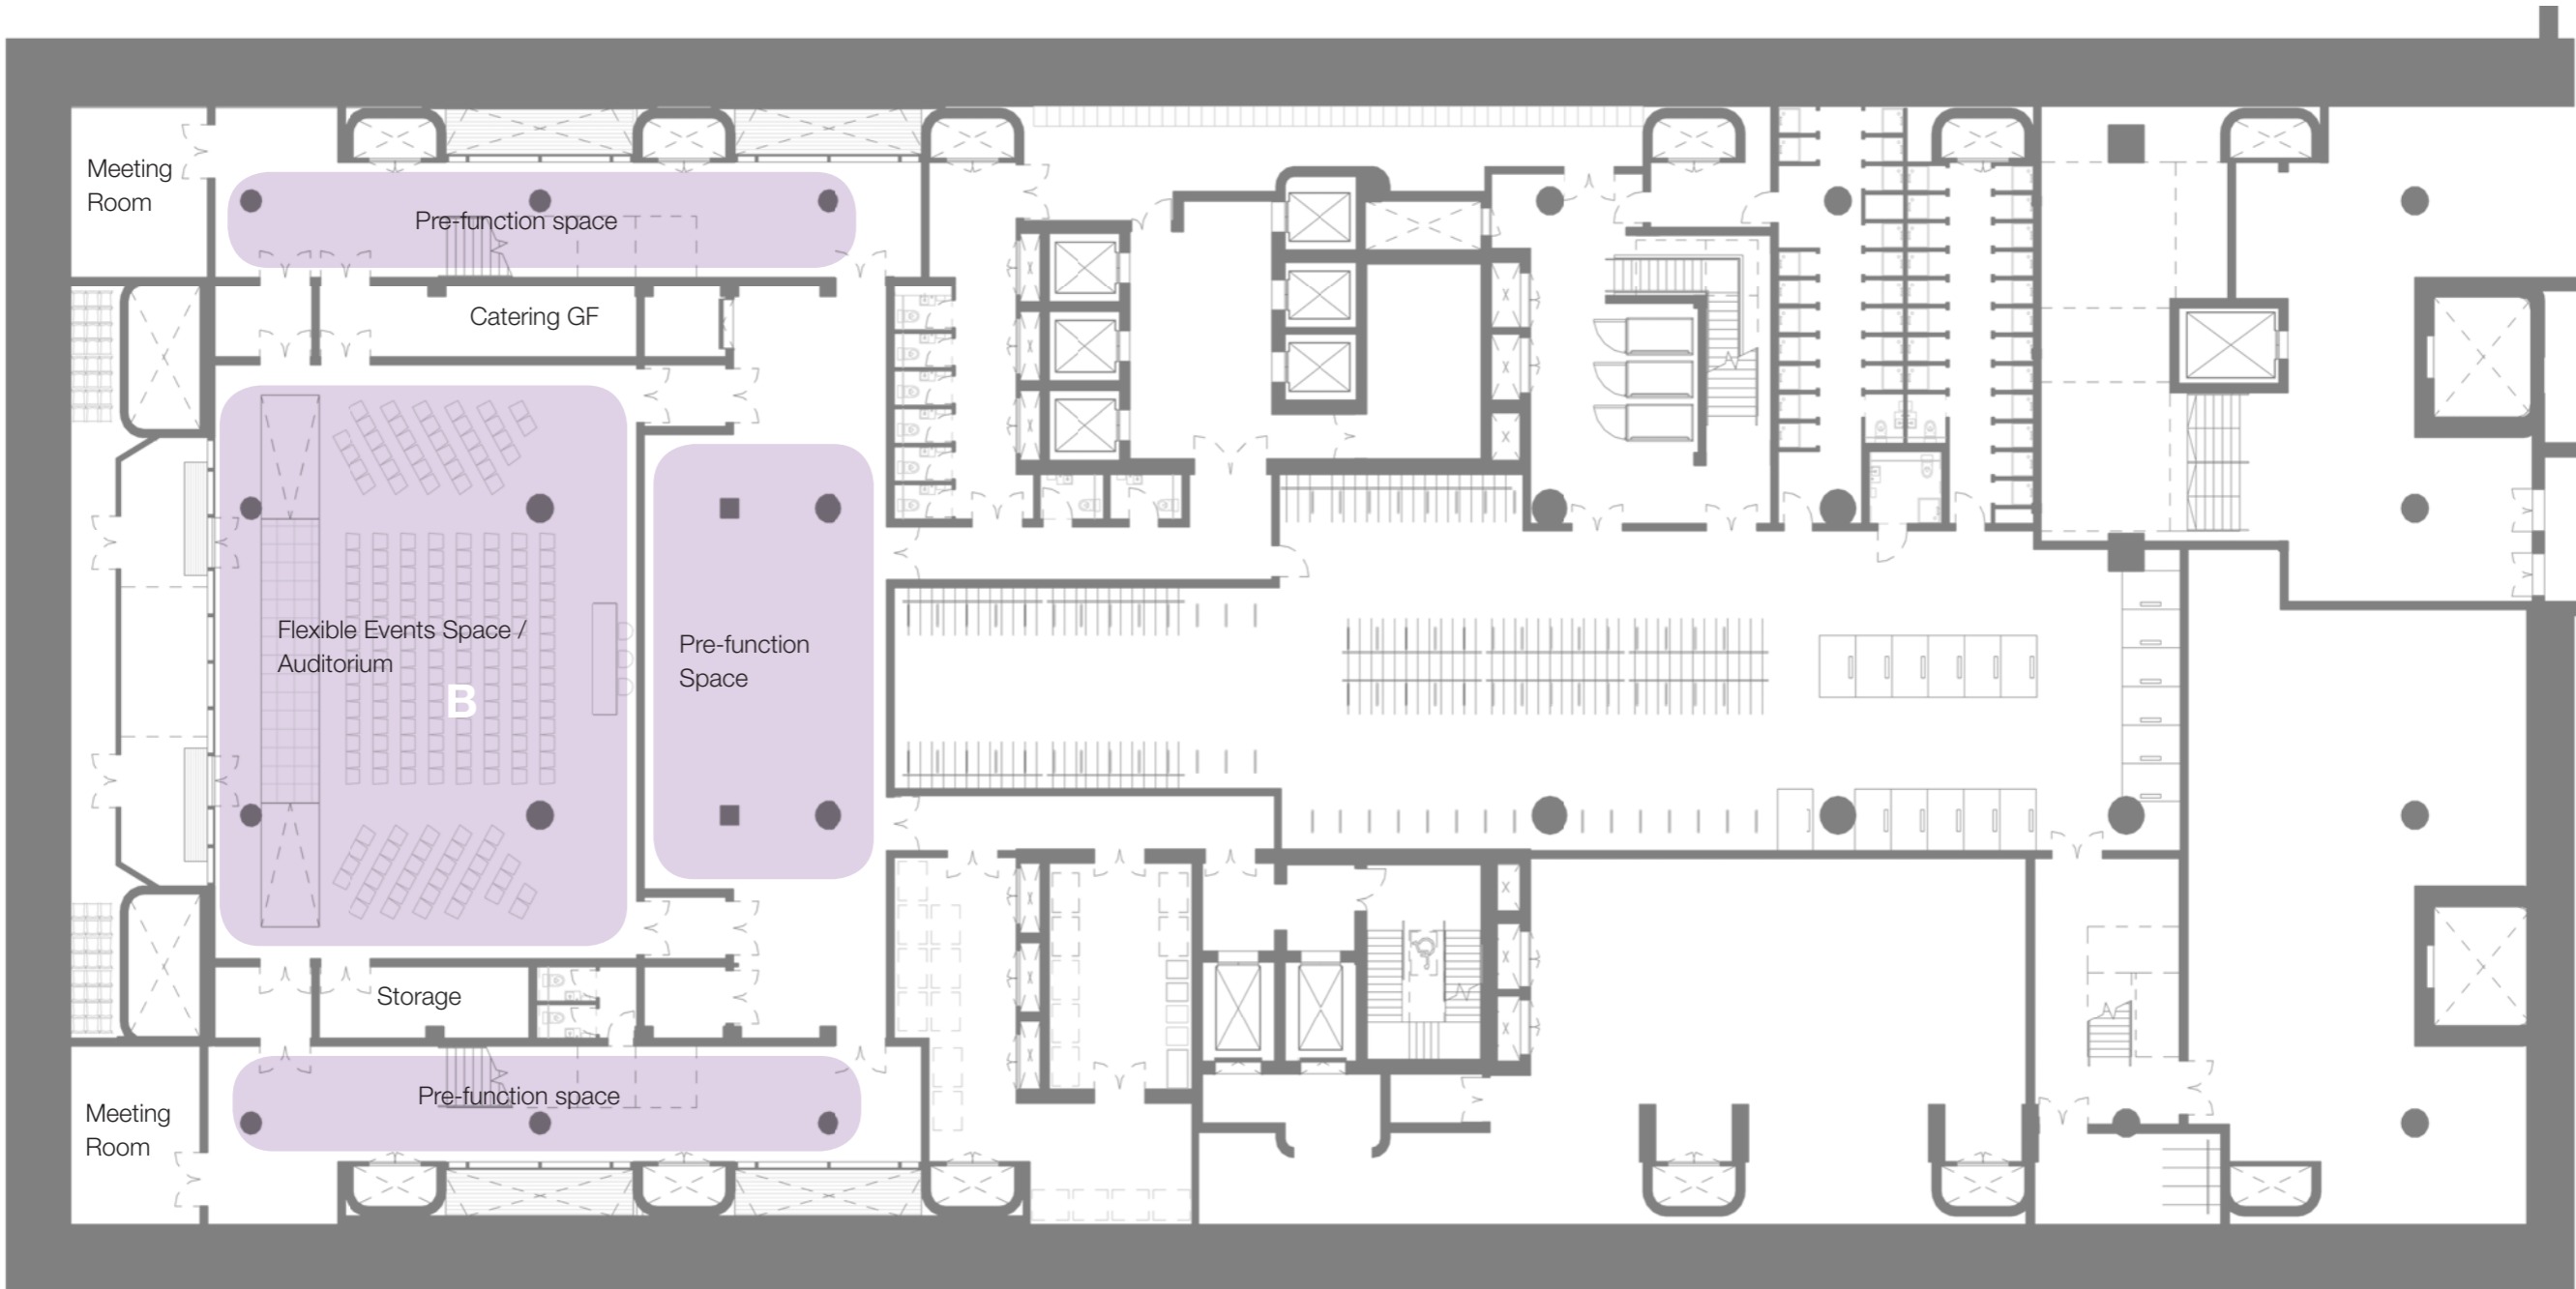 Meeting
Room
Pre-function space
Catering GF
Flexible Events Space /
Auditorium
B
Pre-function
Space
Storage
Pre-function space
Meeting
Room